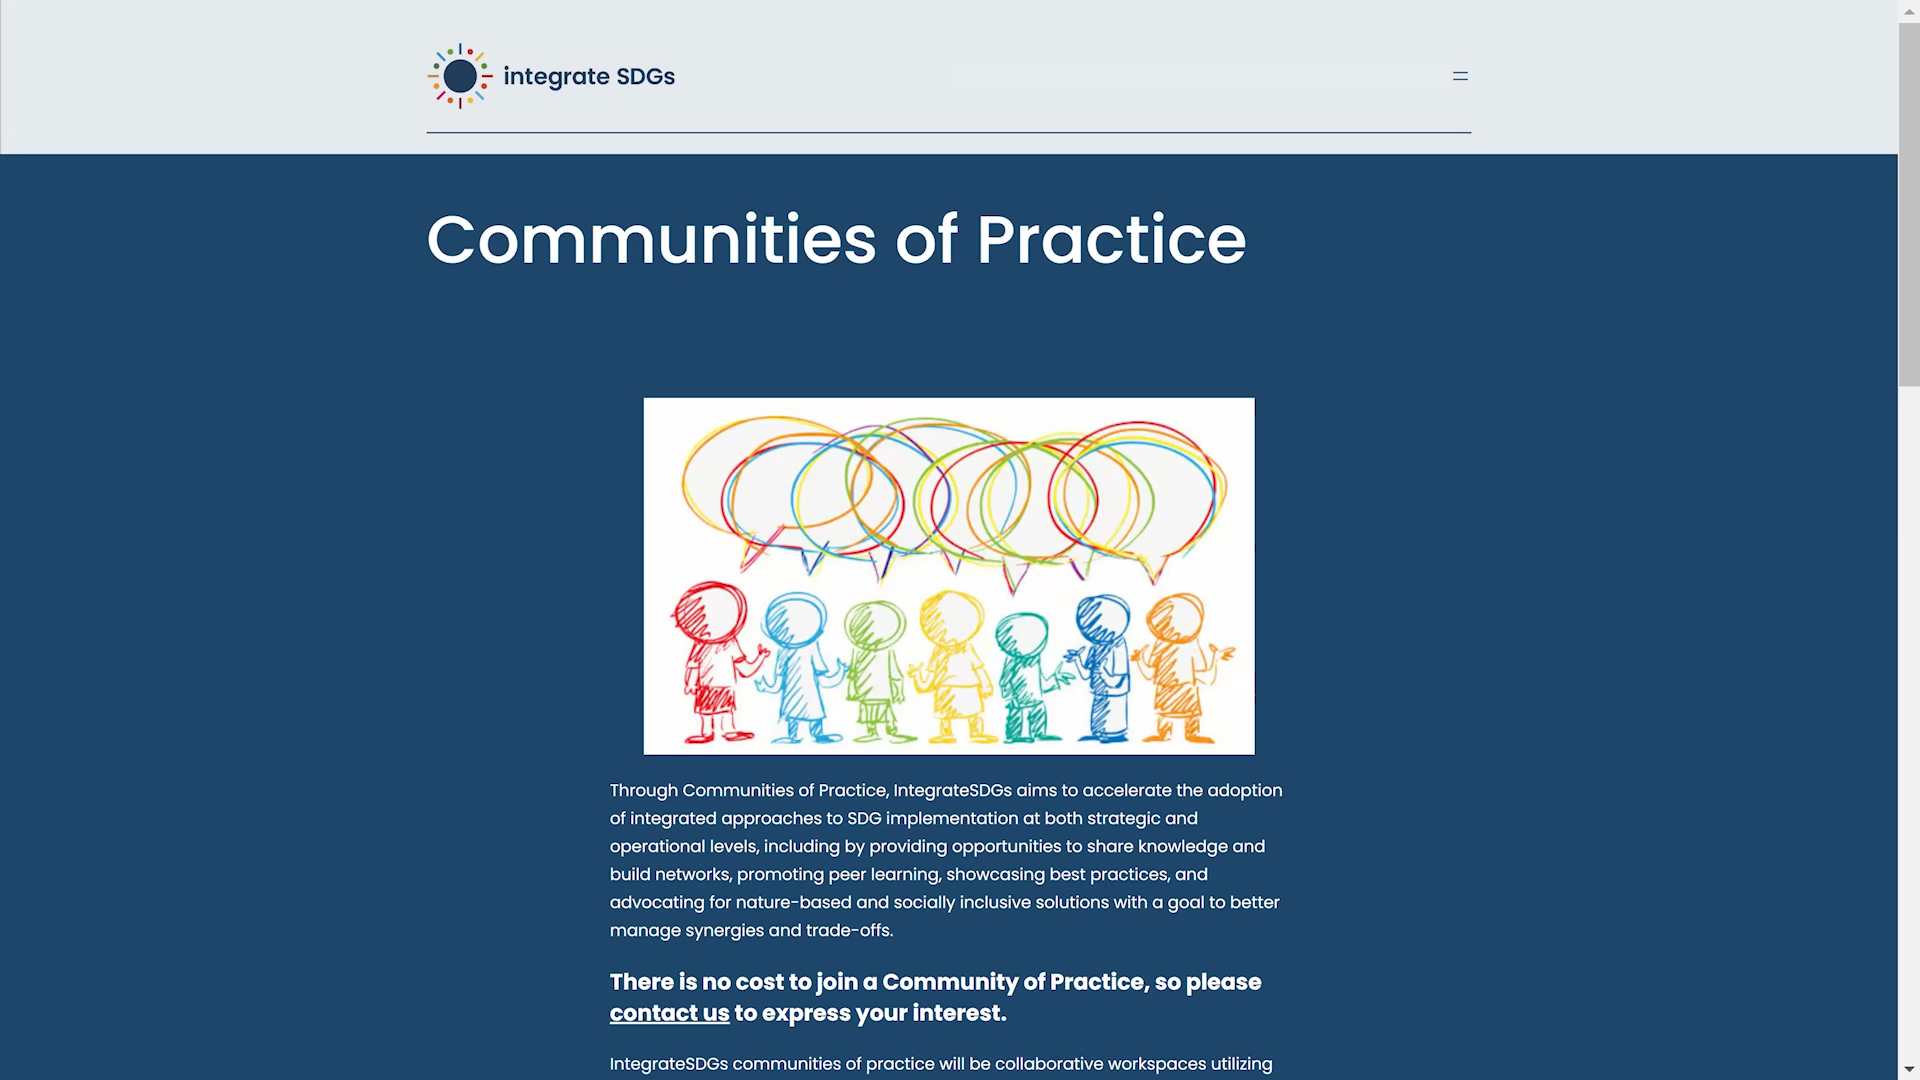 integrate SDGs
Communities of Practice
Through Communities of Practice, IntegrateSDGs aims to accelerate the adoption
of integrated approaches to SDG implementation at both strategic and
operational levels, including by providing opportunities to share knowledge and
build networks, promoting peer learning, showcasing best practices, and
advocating for nature-based and socially inclusive solutions with a goal to better
manage synergies and trade-offs.
There is no cost to join a Community of Practice, so please
contact us to express your interest.
IntegrateSDGs communities of practice will be collaborative workspaces utilizing